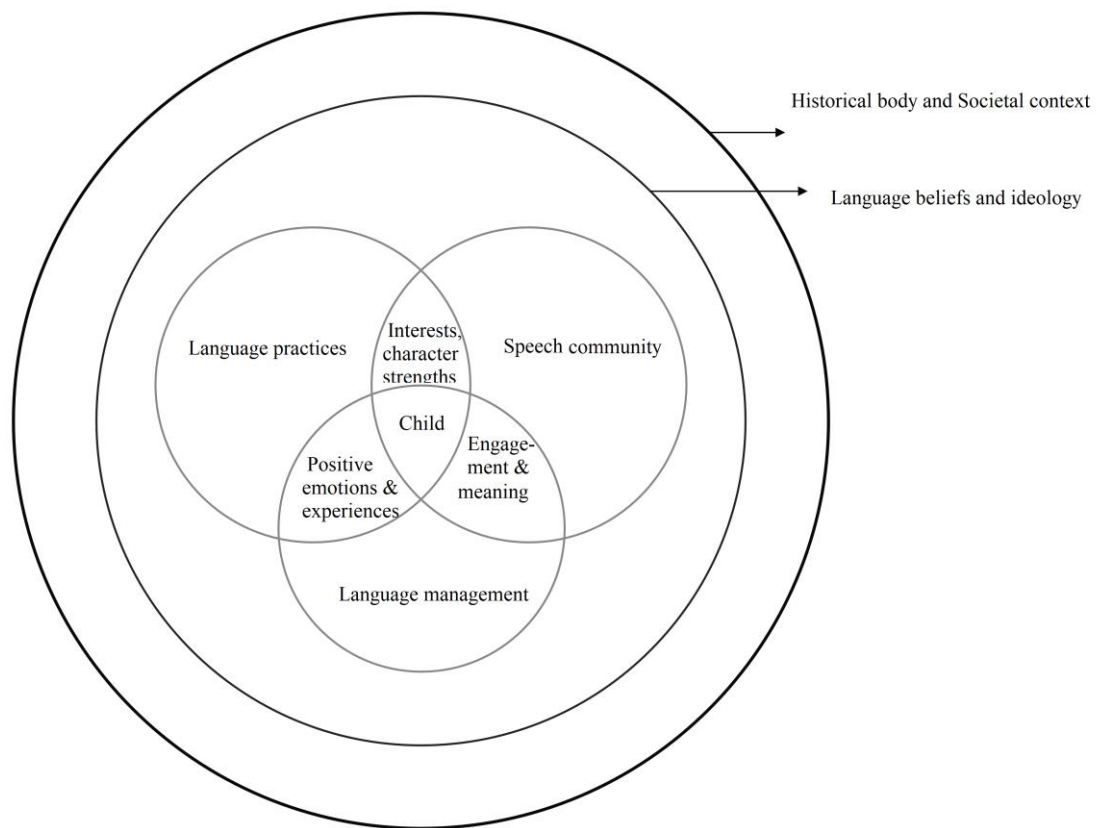 Historical body and Societal context
Language beliefs and ideology
Language practices
Interests,
character
strengths
Speech community
Child
Positive
emotions &
experiences
Engage-
ment &
meaning
Language management